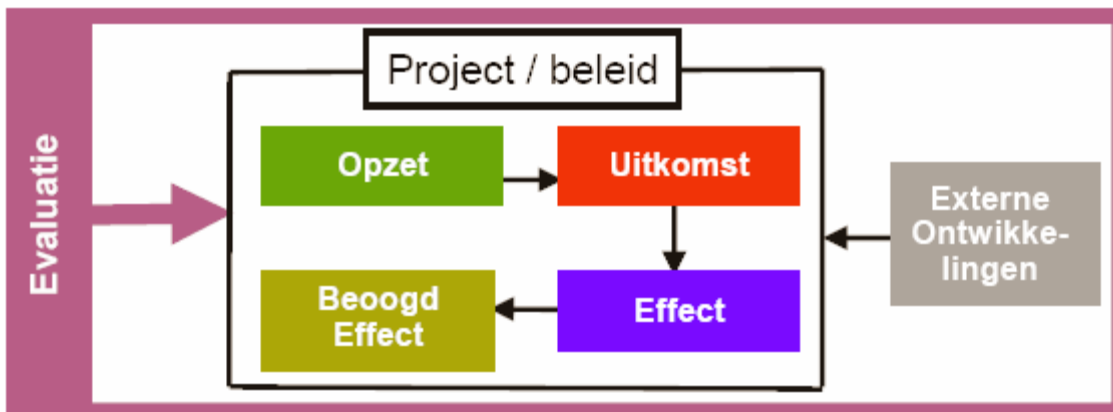 Project / beleid
Evaluatie
Opzet
Uitkomst
Externe
Ontwikke-
lingen
Beoogd
Effect
Effect